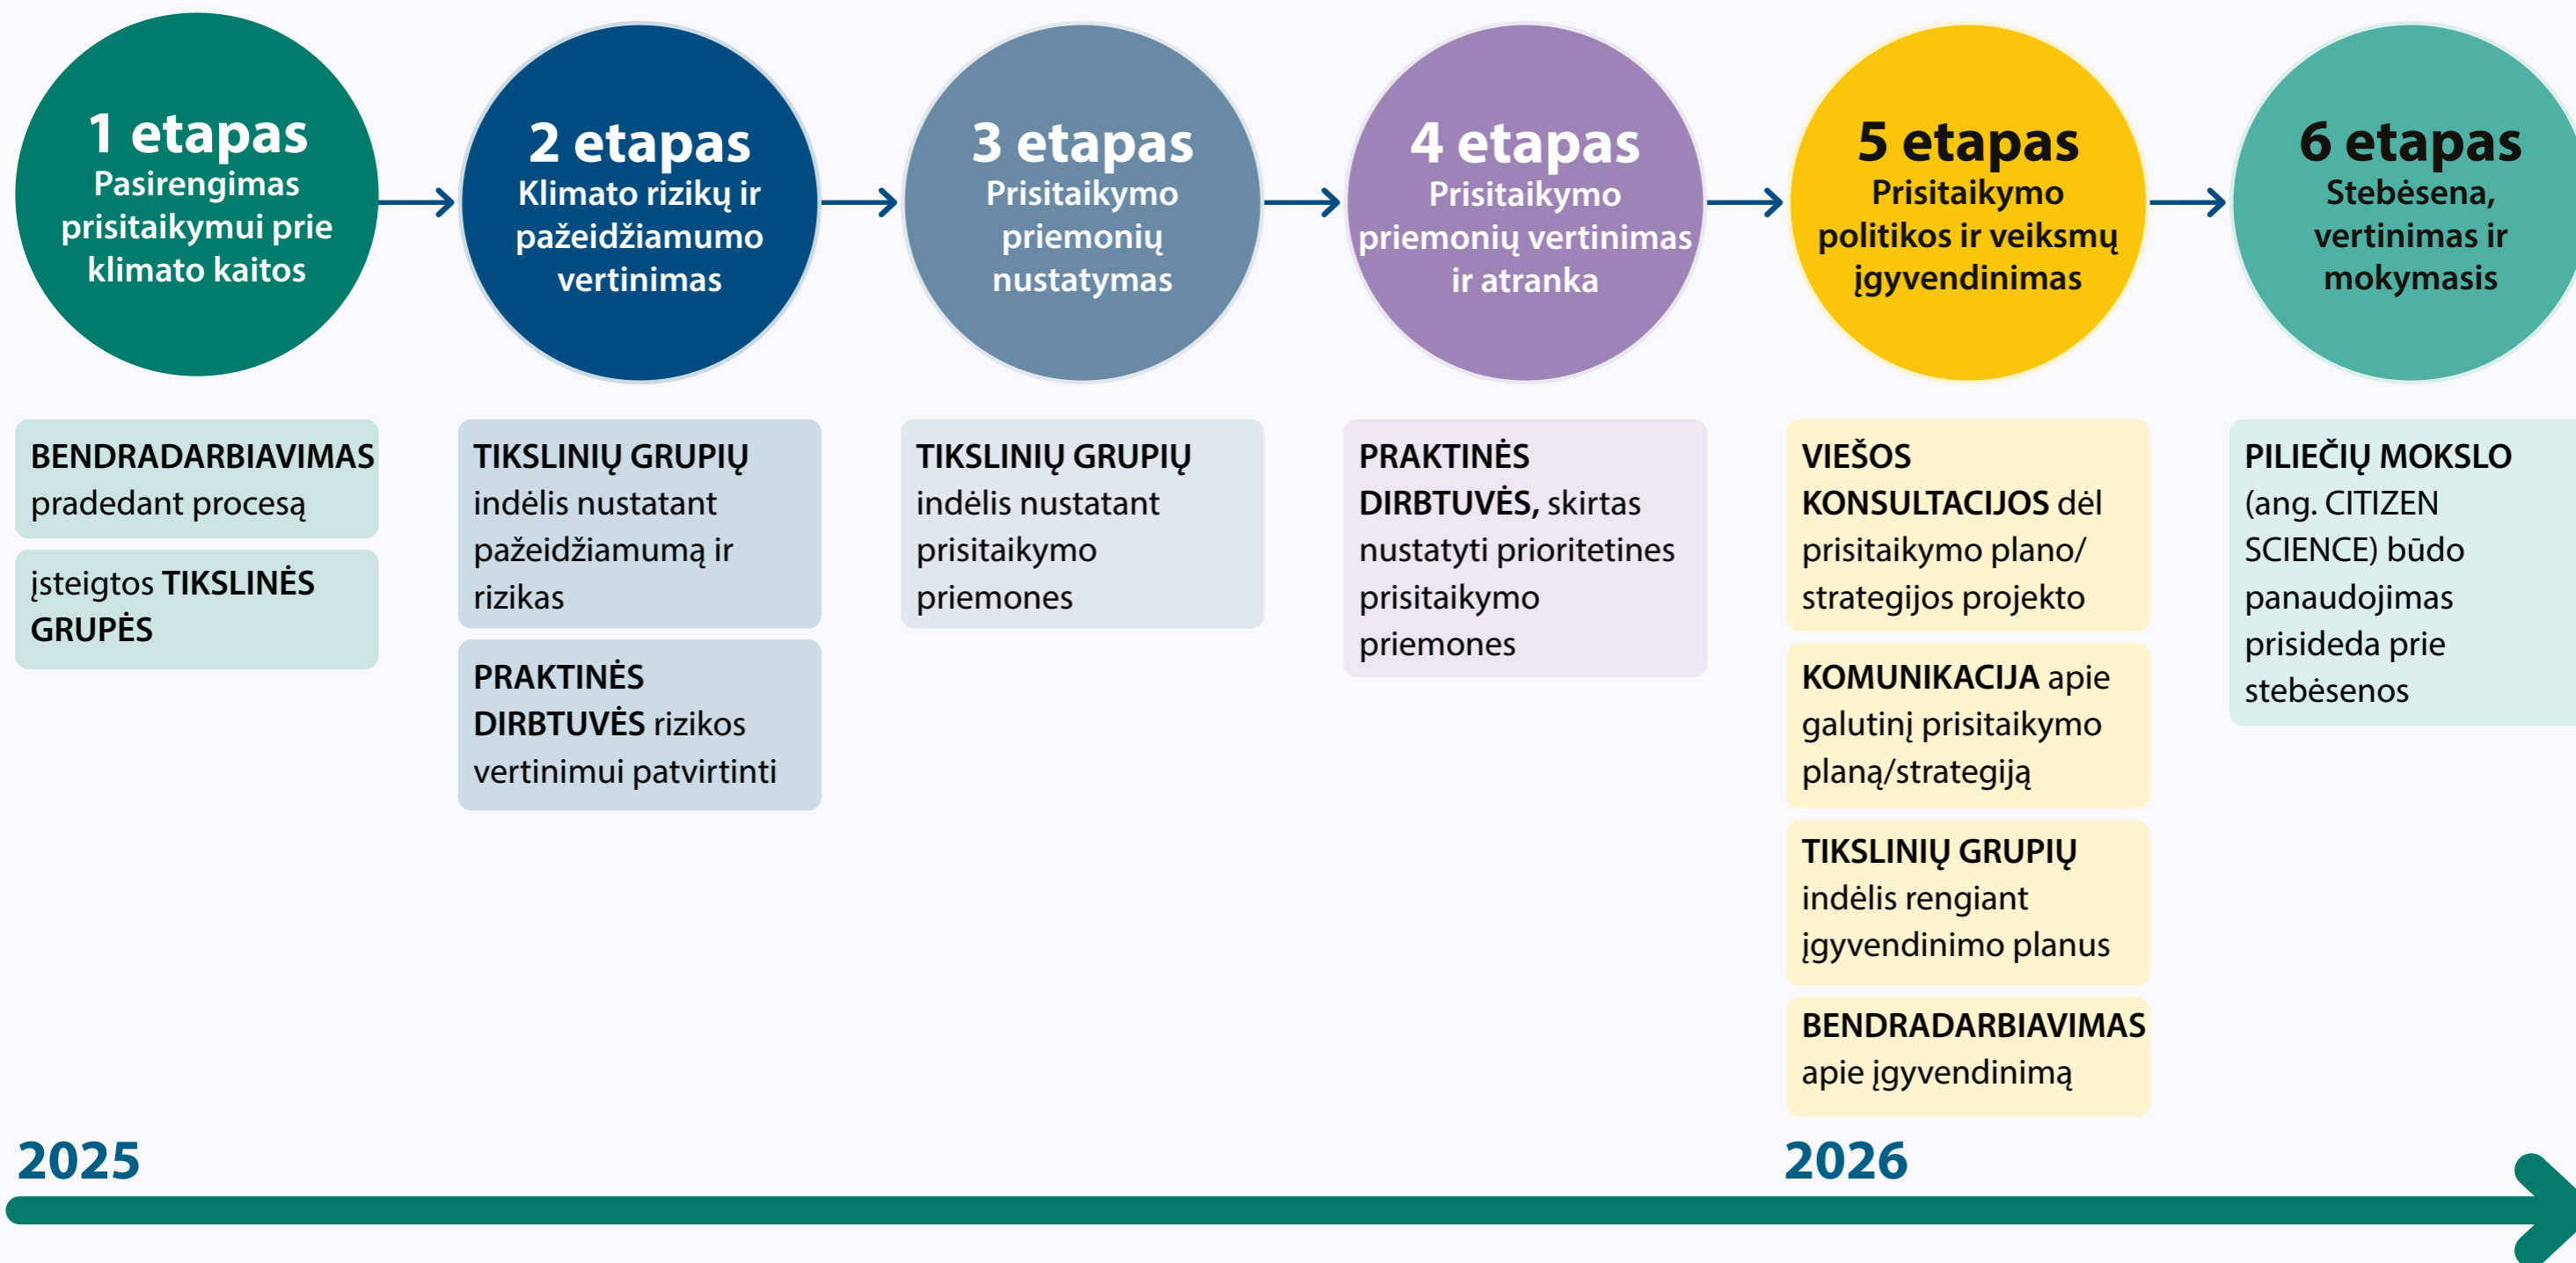 1 etapas
Pasirengimas
prisitaikymui prie
klimato kaitos
2 etapas
Klimato rizikų ir
pažeidžiamumo
vertinimas
3 etapas
Prisitaikymo
priemonių
nustatymas
4 etapas
Prisitaikymo
priemonių vertinimas
ir atranka
5 etapas
Prisitaikymo
politikos ir veiksmų
įgyvendinimas
6 etapas
Stebėsena,
vertinimas ir
mokymasis
BENDRADARBIAVIMAS
pradedant procesą
įsteigtos TIKSLINĖS
GRUPĖS
TIKSLINIŲ GRUPIŲ
indėlis nustatant
pažeidžiamumą ir
rizikas
PRAKTINĖS
DIRBTUVĖS rizikos
vertinimui patvirtinti
TIKSLINIŲ GRUPIŲ
indėlis nustatant
prisitaikymo
priemones
PRAKTINĖS
DIRBTUVĖS, skirtas
nustatyti prioritetines
prisitaikymo
priemones
VIEŠOS
KONSULTACIJOS dėl
prisitaikymo plano/
strategijos projekto
KOMUNIKACIJA apie
galutinį prisitaikymo
planą/strategiją
TIKSLINIŲ GRUPIŲ
indėlis rengiant
įgyvendinimo planus
BENDRADARBIAVIMAS
apie įgyvendinimą
PILIEČIŲ MOKSLO
(ang. CITIZEN
SCIENCE) būdo
panaudojimas
prisideda prie
stebėsenos
2025
2026